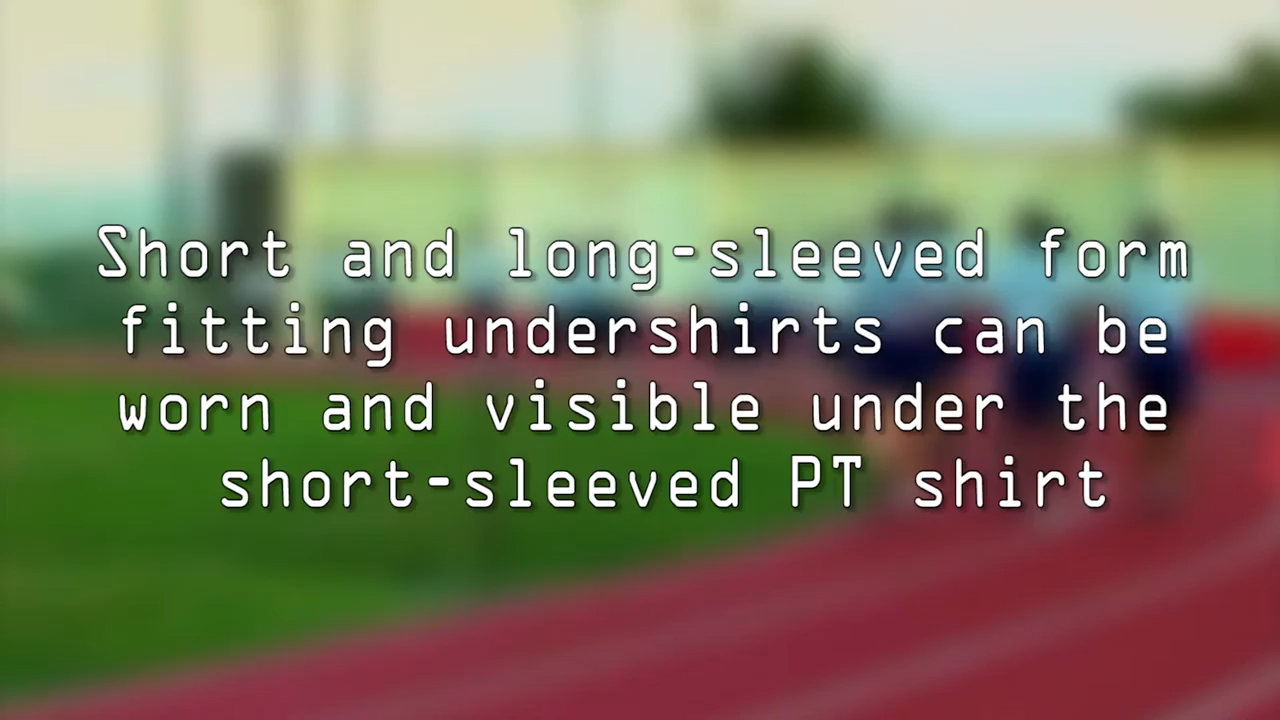 Short and long-sleeved form
fitting undershirts can be
worn and visible under the
short-sleeved PT shirt